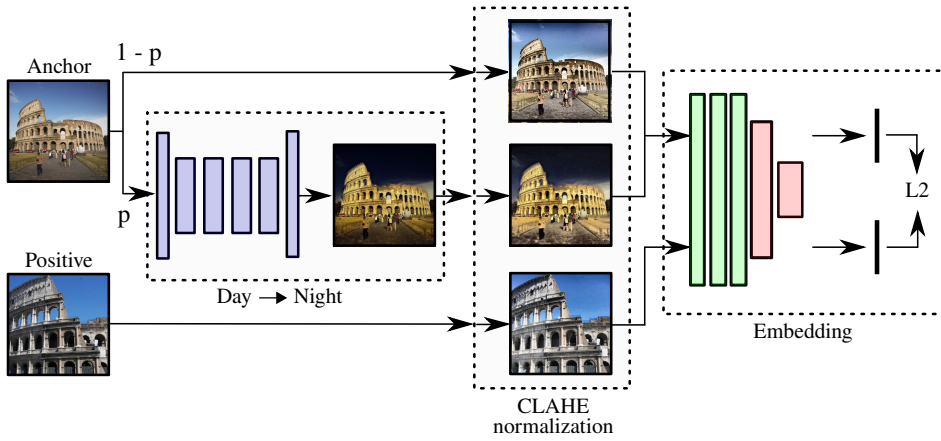 Anchor
1 - p
p
Day → Night
Positive
CLAHE
normalization
L2
Embedding